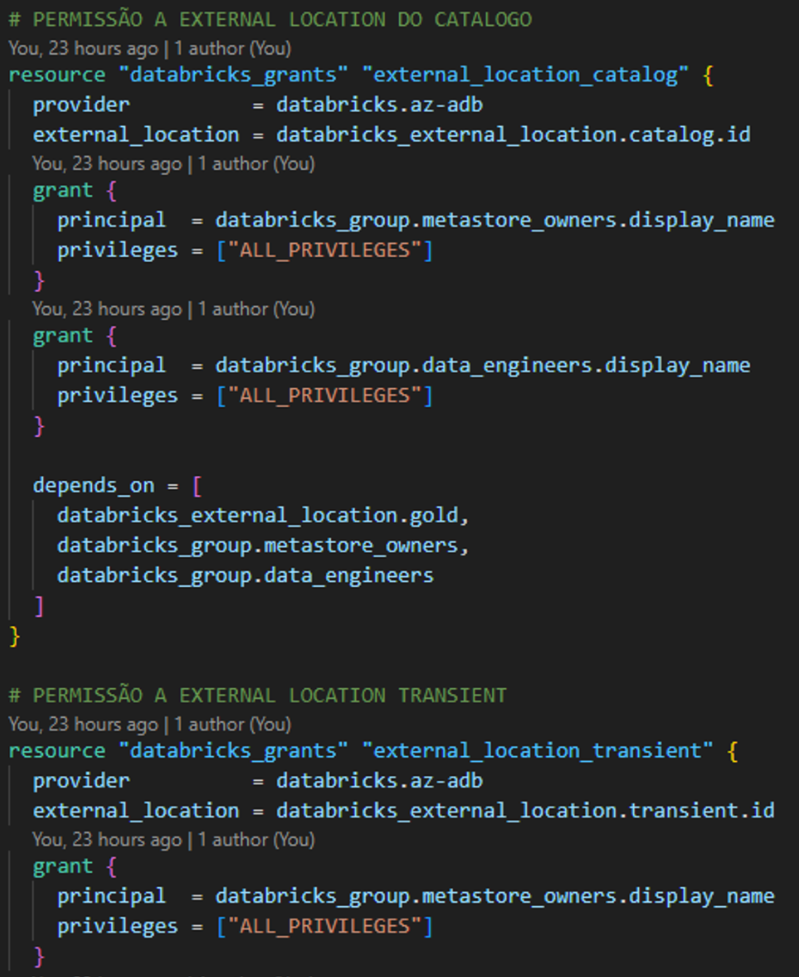 # PERMISSÃO A EXTERNAL LOCATION DO CATALOGO
You, 23 hours ago | 1 author (You)
resource "databricks_grants" "external_location_catalog" {
provider = databricks.az-adb
external_location = databricks_external_location.catalog.id
You, 23 hours ago | 1 author (You)
grant {
principal = databricks_group.metastore_owners.display_name
privileges = ["ALL_PRIVILEGES"]
}
You, 23 hours ago | 1 author (You)
grant {
principal = databricks_group.data_engineers.display_name
privileges = ["ALL_PRIVILEGES"]
}
depends_on = [
databricks_external_location.gold,
databricks_group.metastore_owners,
databricks_group.data_engineers
]
}
# PERMISSÃO A EXTERNAL LOCATION TRANSIENT
You, 23 hours ago | 1 author (You)
resource "databricks_grants" "external_location_transient" {
provider = databricks.az-adb
external_location = databricks_external_location.transient.id
You, 23 hours ago | 1 author (You)
grant {
principal = databricks_group.metastore_owners.display_name
privileges = ["ALL_PRIVILEGES"]
}